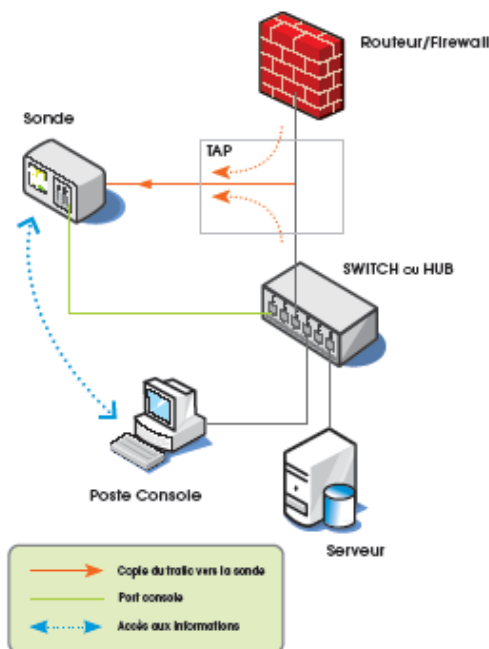 Routeur/Firewall
Sonde
TAP
SWITCH ou HUB
Poste Console
Serveur
Copie du trafic vers la sonde
Port console
Accès aux informations